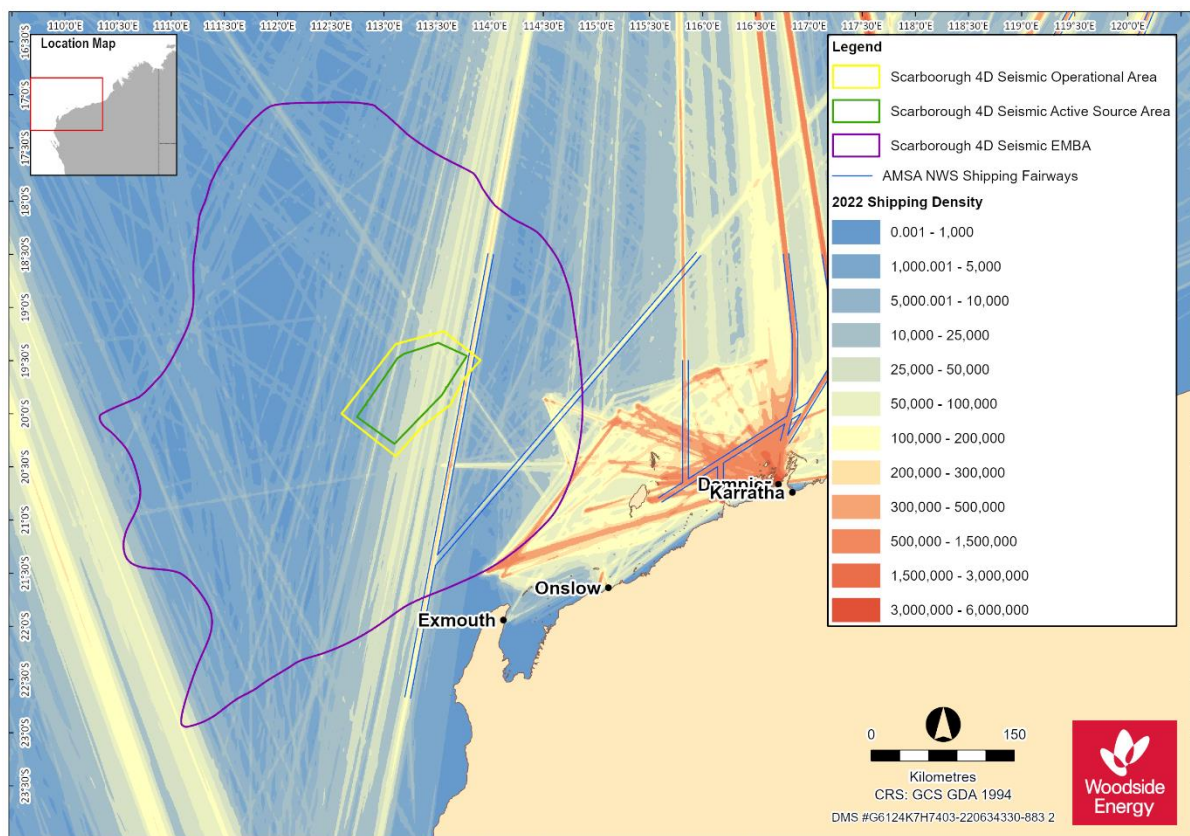 110°0'E 110°30'E 111°0'E 111°30'E 112°0'E 112°30'E 113°0'E 113°30'E 114°0'E 114°30'E 115°0'E 115°30'E 116°0'E 116°30'E 117°0'E 117°30'E 118°0'E 118°30'E 119°0'E 119°30'E 120°0'E
16°30'S
17°0'S
17°30'S
18°0'S
18°30'S
19°0'S
19°30'S
20°0'S
20°30'S
21°0'S
21°30'S
22°0'S
22°30'S
23°0'S
23°30'S
Location Map
Legend
Scarborough 4D Seismic Operational Area
Scarborough 4D Seismic Active Source Area
Scarborough 4D Seismic EMBA
AMSA NWS Shipping Fairways
2022 Shipping Density
0.001 - 1,000
1,000.001 - 5,000
5,000.001 - 10,000
10,000 - 25,000
25,000 - 50,000
50,000 - 100,000
100,000 - 200,000
200,000 - 300,000
300,000 - 500,000
500,000 - 1,500,000
1,500,000 - 3,000,000
3,000,000 - 6,000,000
Dampier
Karratha
Onslow
Exmouth
0 150
Kilometres
CRS: GCS GDA 1994
DMS #G6124K7H7403-220634330-883 2
Woodside
Energy